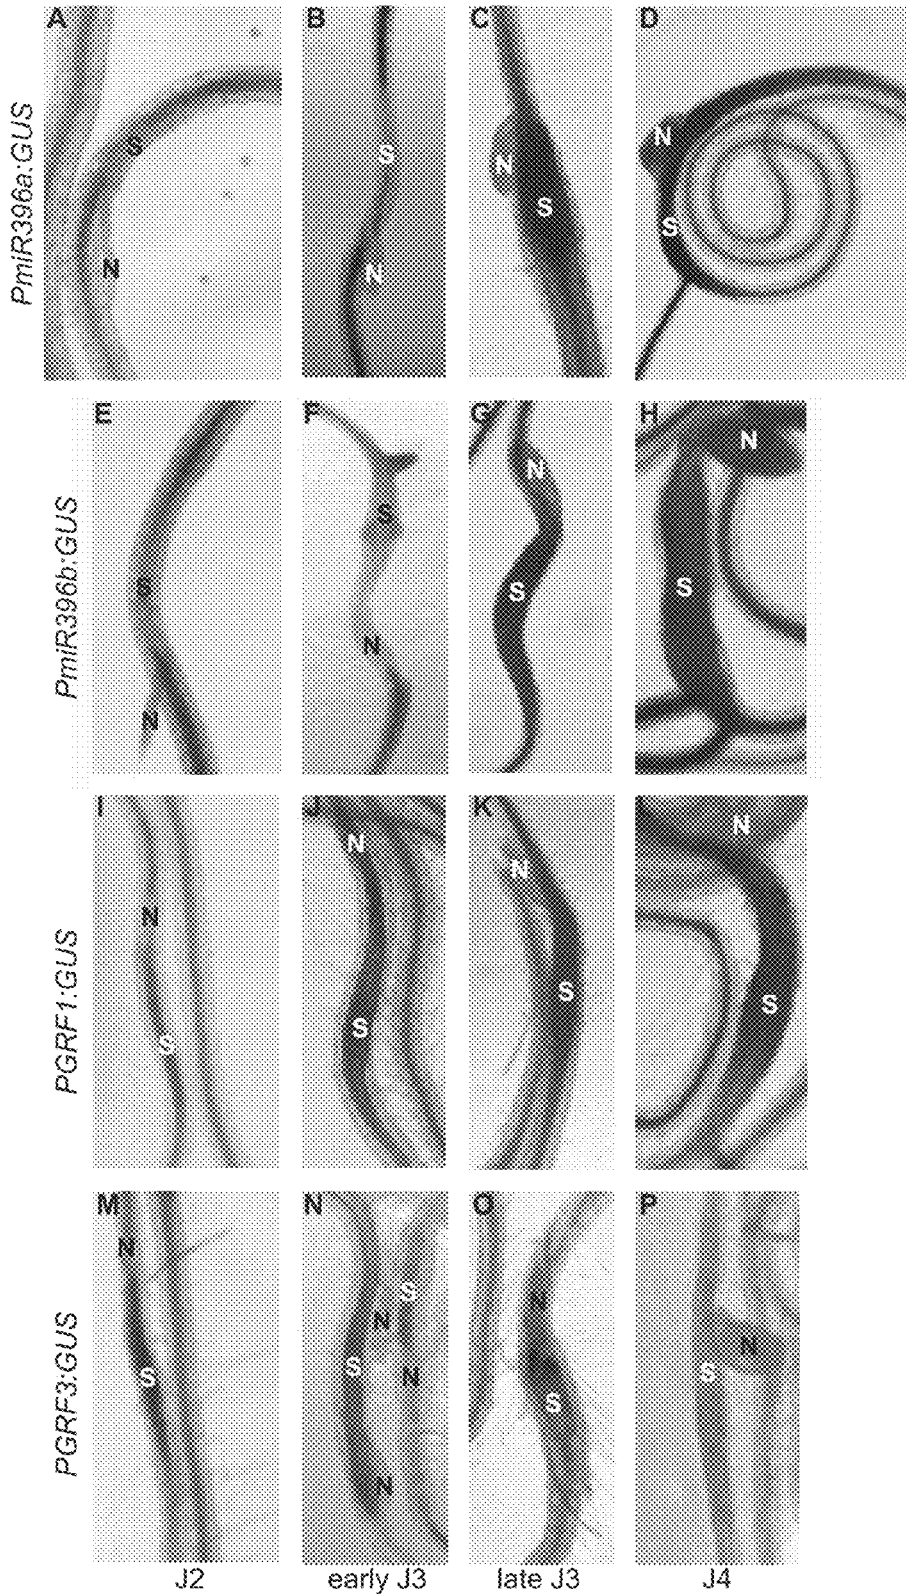 A B C D
PmiR396a:GUS
S N
S N
N S
N S
E F G H
PmiR396b:GUS
S N
S N
N S
N S
I J K L
PGRF1:GUS
N S
N S
N S
N S
M N O P
PGRF3:GUS
N S
S N S N N
N S
N S
J2 early J3 late J3 J4